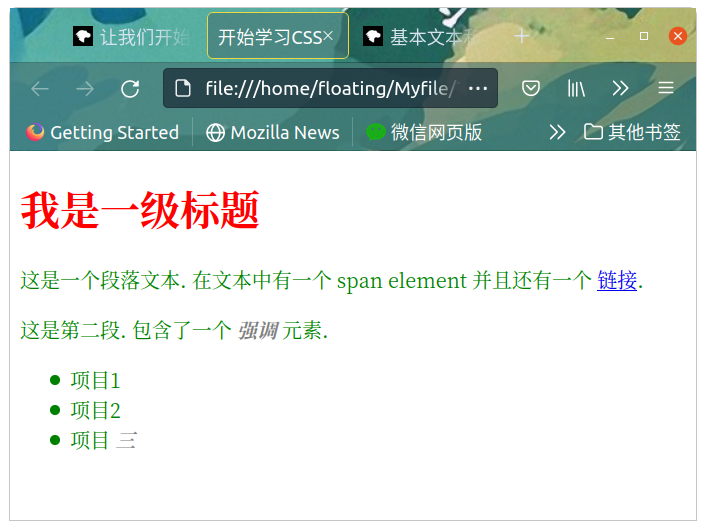 让我们开始
开始学习CSS
基本文本
file:///home/floating/Myfile/
Getting Started
Mozilla News
微信网页版
其他书签
我是一级标题
这是一个段落文本. 在文本中有一个 span element 并且还有一个 链接.
这是第二段. 包含了一个 强调 元素.
项目1
项目2
项目 三